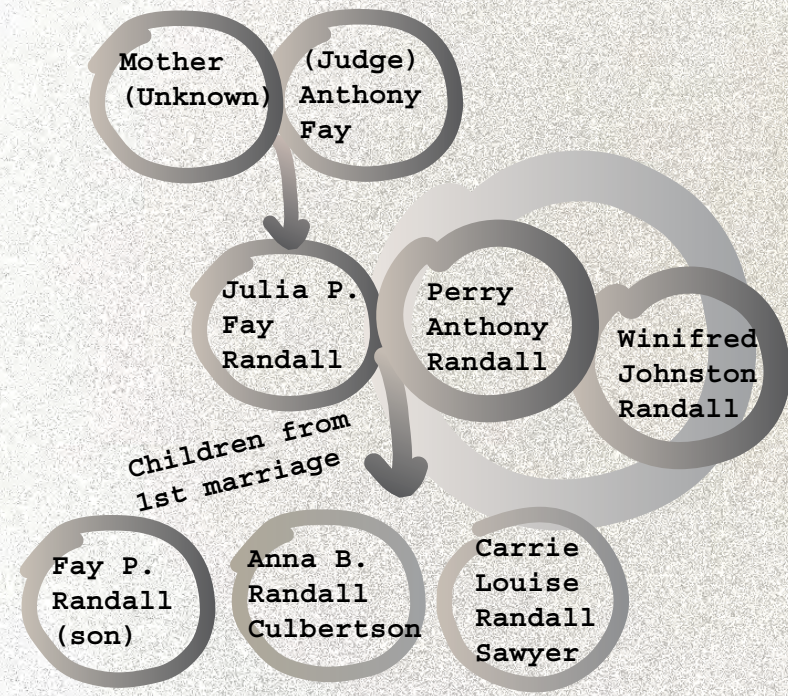 Mother
(Unknown)
(Judge)
Anthony
Fay
Julia P.
Fay
Randall
Perry
Anthony
Randall
Winifred
Johnston
Randall
Children from
1st marriage
Fay P.
Randall
(son)
Anna B.
Randall
Culbertson
Carrie
Louise
Randall
Sawyer